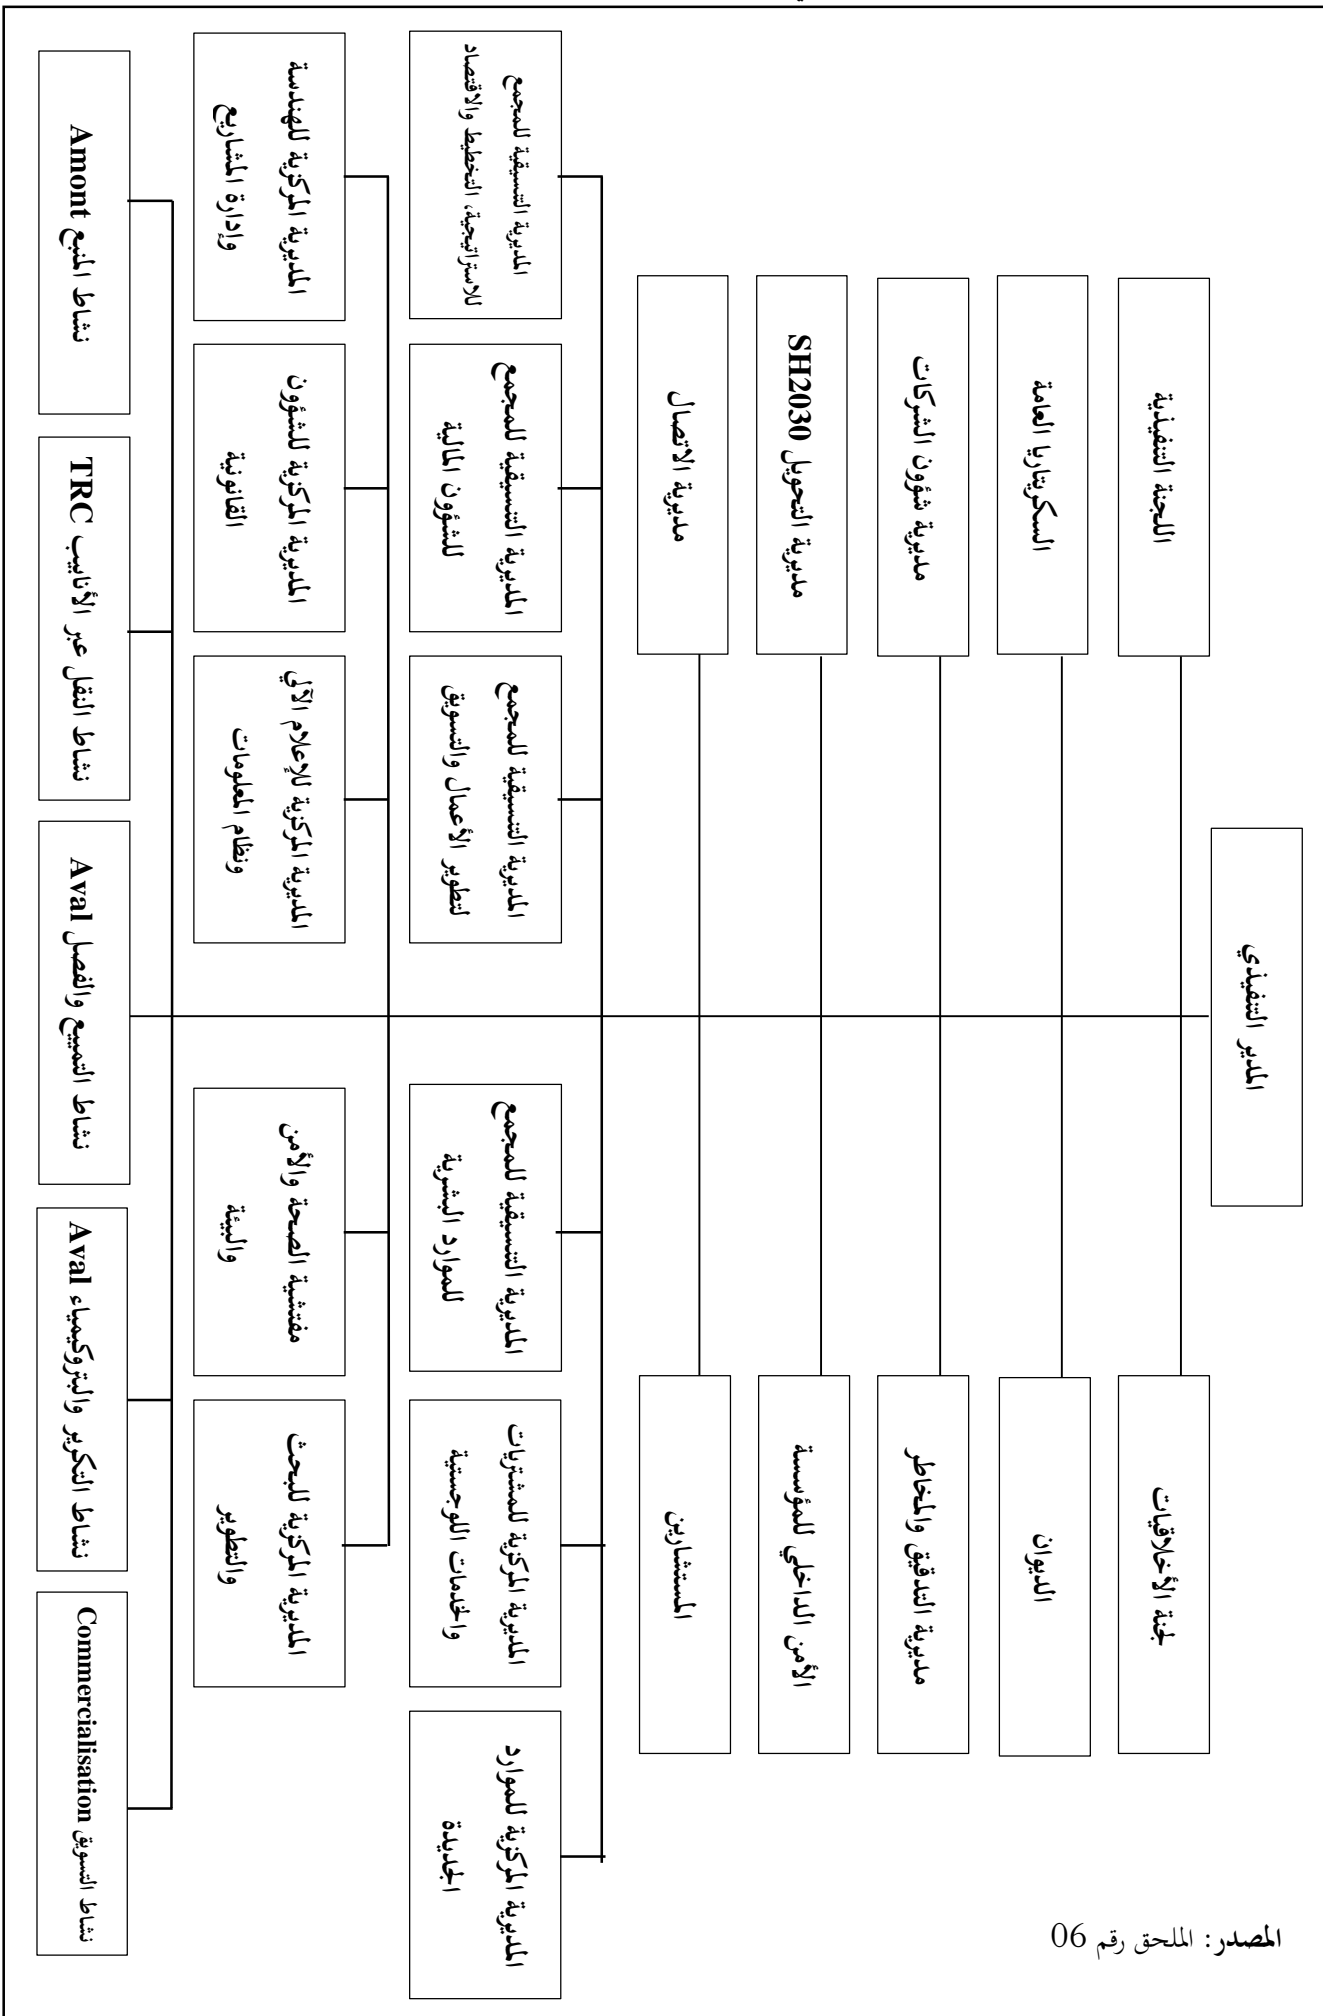 المدير التنفيذي
اللجنة التنفيذية
لجنة الأخلاقيات
السكريتاريا العامة
الديوان
مديرية شؤون الشركات
مديرية التدقيق والمخاطر
مديرية التحويل SH2030
الأمن الداخلي للمؤسسة
مديرية الاتصال
المستشارين
المديرية التنسيقية للمجمع
للاستراتيجية، التخطيط والاقتصاد
المديرية التنسيقية للمجمع
للشؤون المالية
المديرية التنسيقية للمجمع
لتطوير الأعمال والتسويق
المديرية التنسيقية للمجمع
للموارد البشرية
المديرية المركزية للمشتريات
والخدمات اللوجستية
المديرية المركزية للموارد
الجديدة
المديرية المركزية للهندسة
وإدارة المشاريع
المديرية المركزية للشؤون
القانونية
المديرية المركزية للإعلام الآلي
ونظام المعلومات
مفتشية الصحة والأمن
والبيئة
المديرية المركزية للبحث
والتطوير
نشاط المنبع Amont
نشاط النقل عبر الأنابيب TRC
نشاط التمييع والفصل Aval
نشاط التكرير والبتروكيمياء Aval
نشاط التسويق Commercialisation
المصدر: الملحق رقم 06